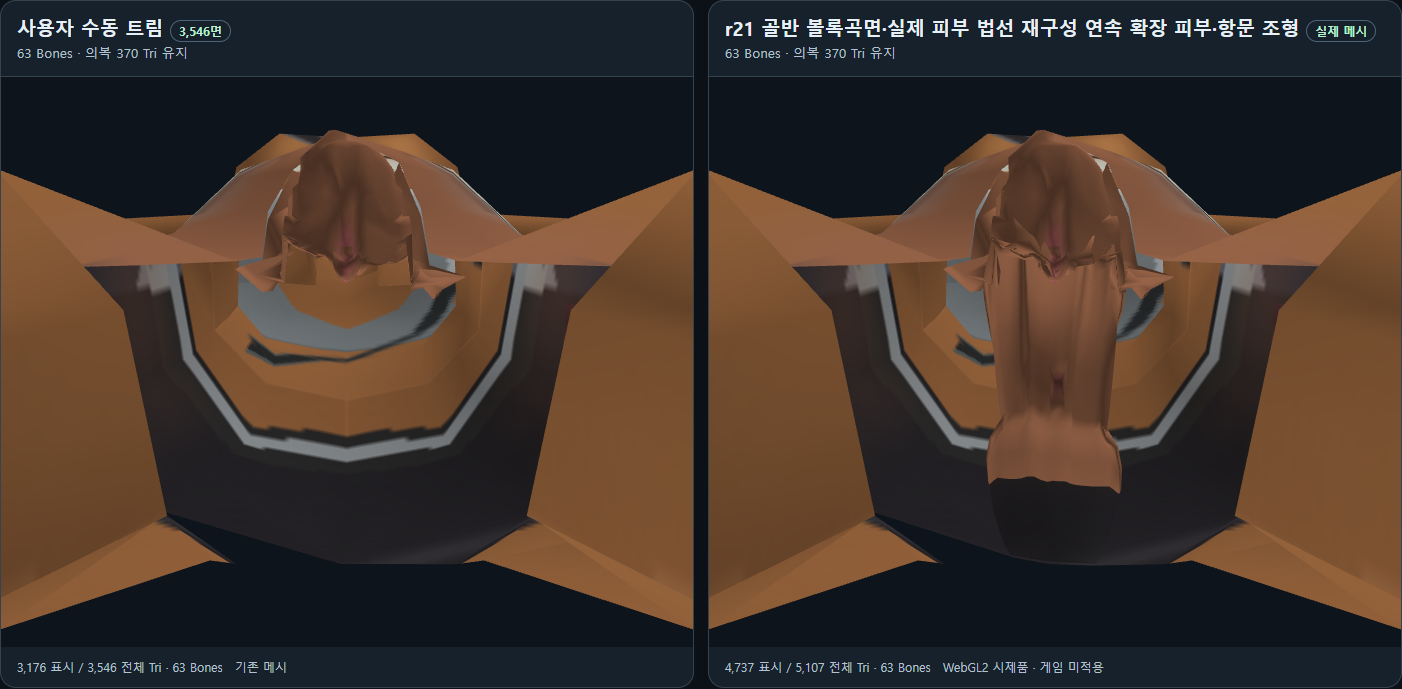 사용자 수동 트림 3,546면
63 Bones · 의복 370 Tri 유지
3,176 표시 / 3,546 전체 Tri · 63 Bones 기존 메시
r21 골반 볼록곡면·실제 피부 법선 재구성 연속 확장 피부·항문 조형 실제 메시
63 Bones · 의복 370 Tri 유지
4,737 표시 / 5,107 전체 Tri · 63 Bones WebGL2 시제품 · 게임 미적용